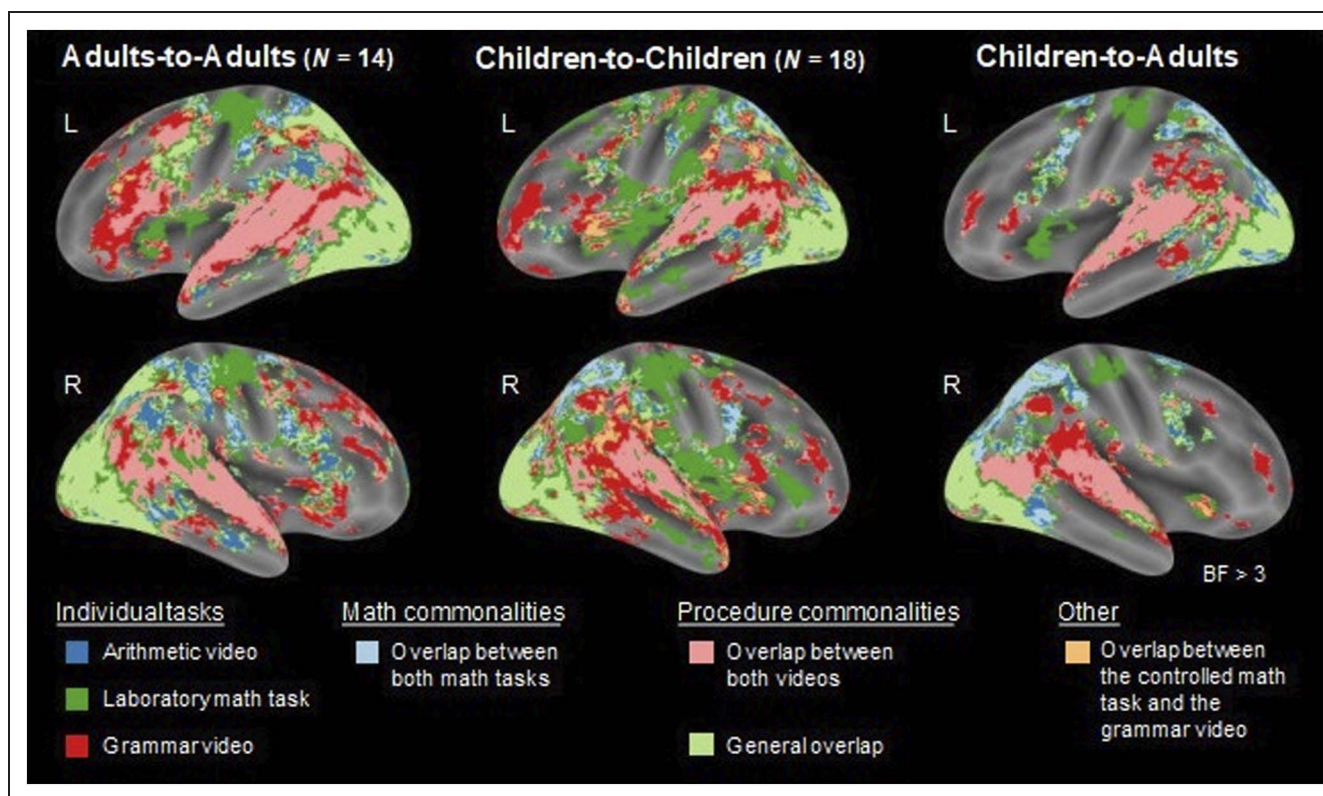 Adults-to-Adults (N = 14)
Children-to-Children (N = 18)
Children-to-Adults
L
L
L
R
R
R
BF > 3
Individual tasks
Arithmetic video
Laboratory math task
Grammar video
Math commonalities
Overlap between
both math tasks
Procedure commonalities
Overlap between
both videos
General overlap
Other
Overlap between
the controlled math
task and the
grammar video